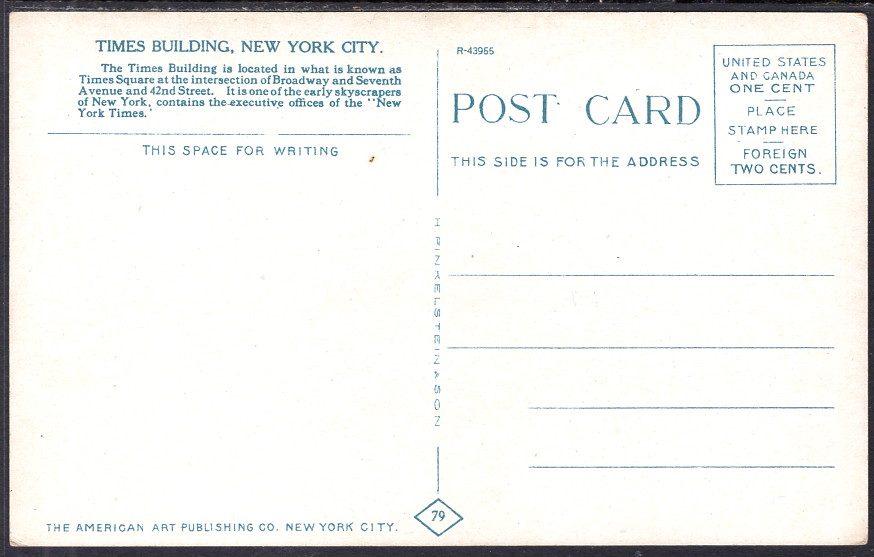 TIMES BUILDING, NEW YORK CITY.
The Times Building is located in what is known as
Times Square at the intersection of Broadway and Seventh
Avenue and 42nd Street. It is one of the early skyscrapers
of New York, contains the executive offices of the "New
York Times.'
THIS SPACE FOR WRITING
THE AMERICAN ART PUBLISHING CO. NEW YORK CITY.
H FINKELSTEIN & SON
79
R-43955
POST CARD
THIS SIDE IS FOR THE ADDRESS
UNITED STATES
AND CANADA
ONE CENT
PLACE
STAMP HERE
FOREIGN
TWO CENTS.